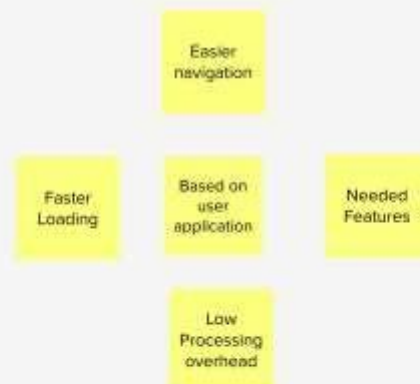 Easier
navigation
Faster
Loading
Based on
user
application
Needed
Features
Low
Processing
overhead